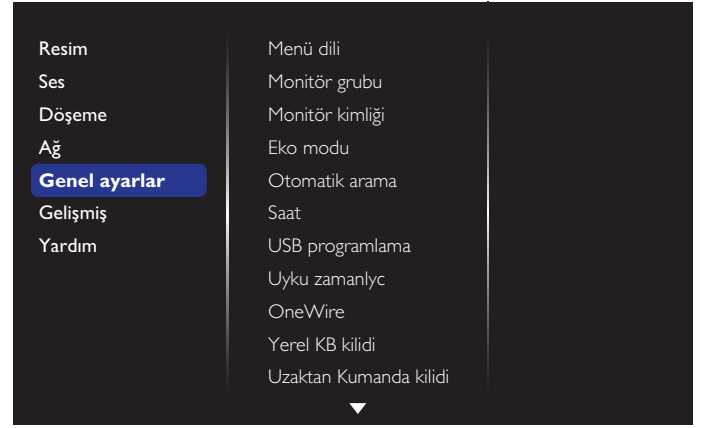 Resim
Ses
Döşeme
Ağ
Genel ayarlar
Gelişmiş
Yardım
Menü dili
Monitör grubu
Monitör kimliği
Eko modu
Otomatik arama
Saat
USB programlama
Uyku zamanlyc
OneWire
Yerel KB kilidi
Uzaktan Kumanda kilidi